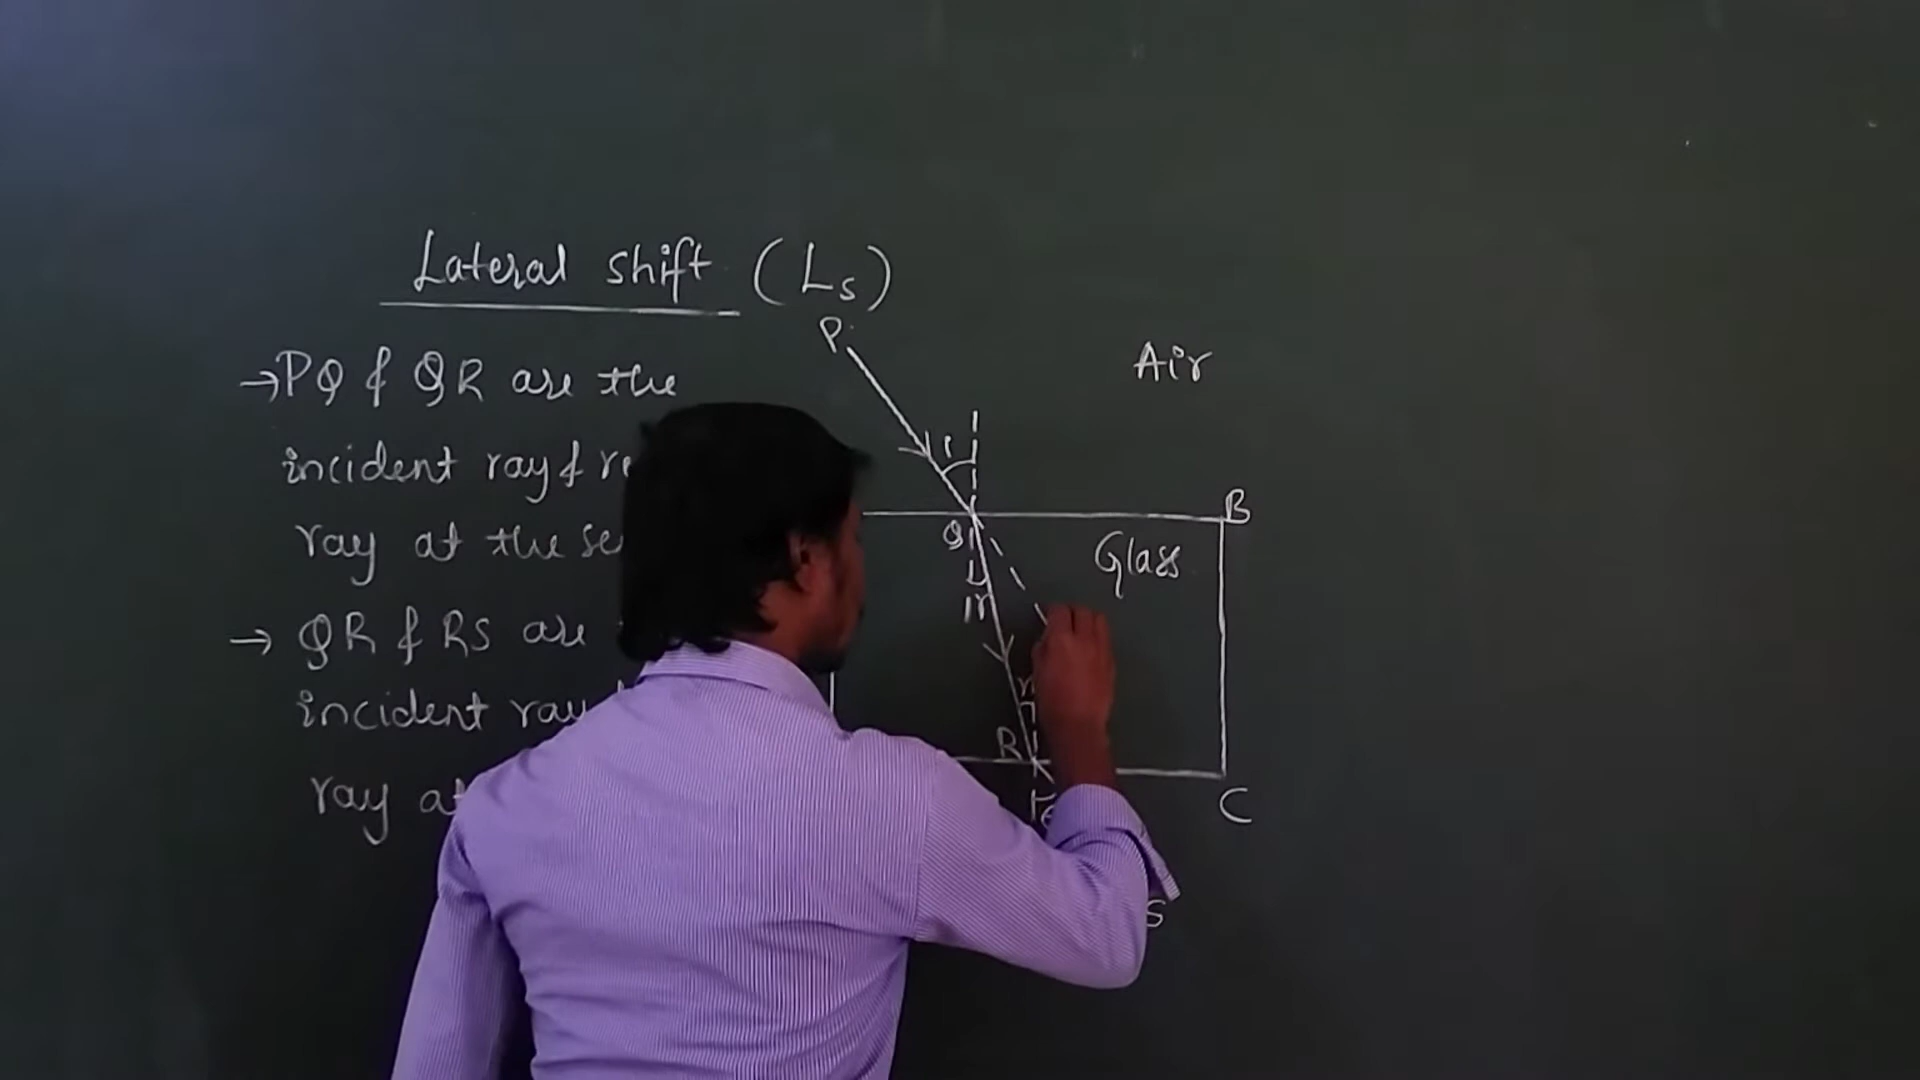 Lateral shift (Ls)
→PQ & QR are the
incident ray &
ray at the
→ QR & RS are
incident ray
ray at
P
Air
i
B
Q
Glass
r
r
R
C
e
S